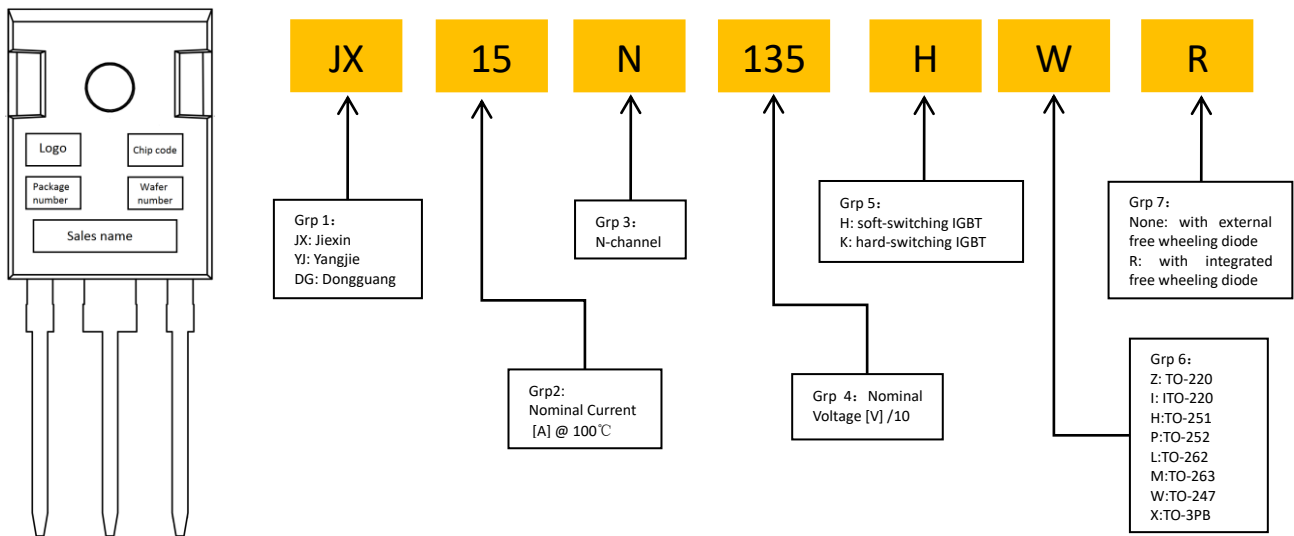 JX 15 N 135 H W R
Logo
Chip code
Package
number
Wafer
number
Sales name
Grp 1：
JX: Jiexin
YJ: Yangjie
DG: Dongguang
Grp 3：
N-channel
Grp 5：
H: soft-switching IGBT
K: hard-switching IGBT
Grp 7：
None: with external
free wheeling diode
R: with integrated
free wheeling diode
Grp2:
Nominal Current
[A] @ 100℃
Grp 4：Nominal
Voltage [V] /10
Grp 6：
Z: TO-220
I: ITO-220
H:TO-251
P:TO-252
L:TO-262
M:TO-263
W:TO-247
X:TO-3PB